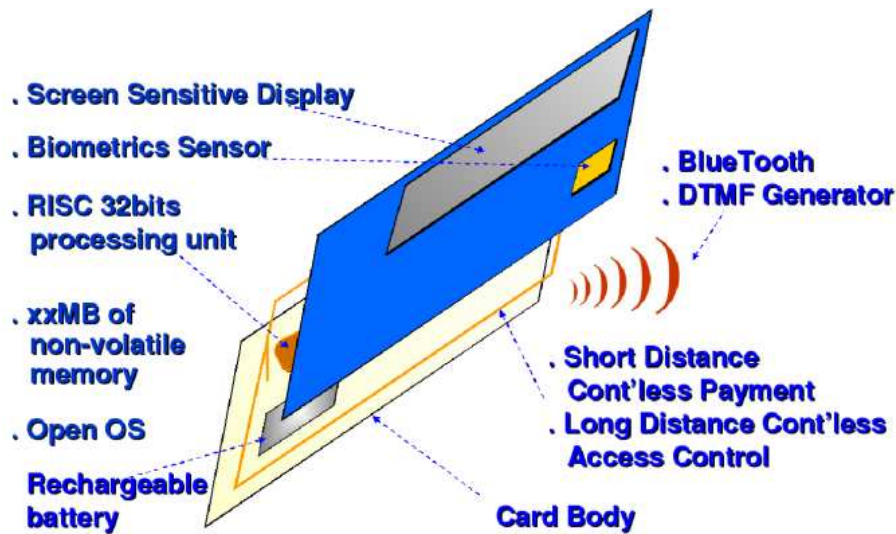 . Screen Sensitive Display
. Biometrics Sensor
. RISC 32bits
processing unit
. xxMB of
non-volatile
memory
. Open OS
Rechargeable
battery
. BlueTooth
. DTMF Generator
. Short Distance
Cont'less Payment
. Long Distance Cont'less
Access Control
Card Body